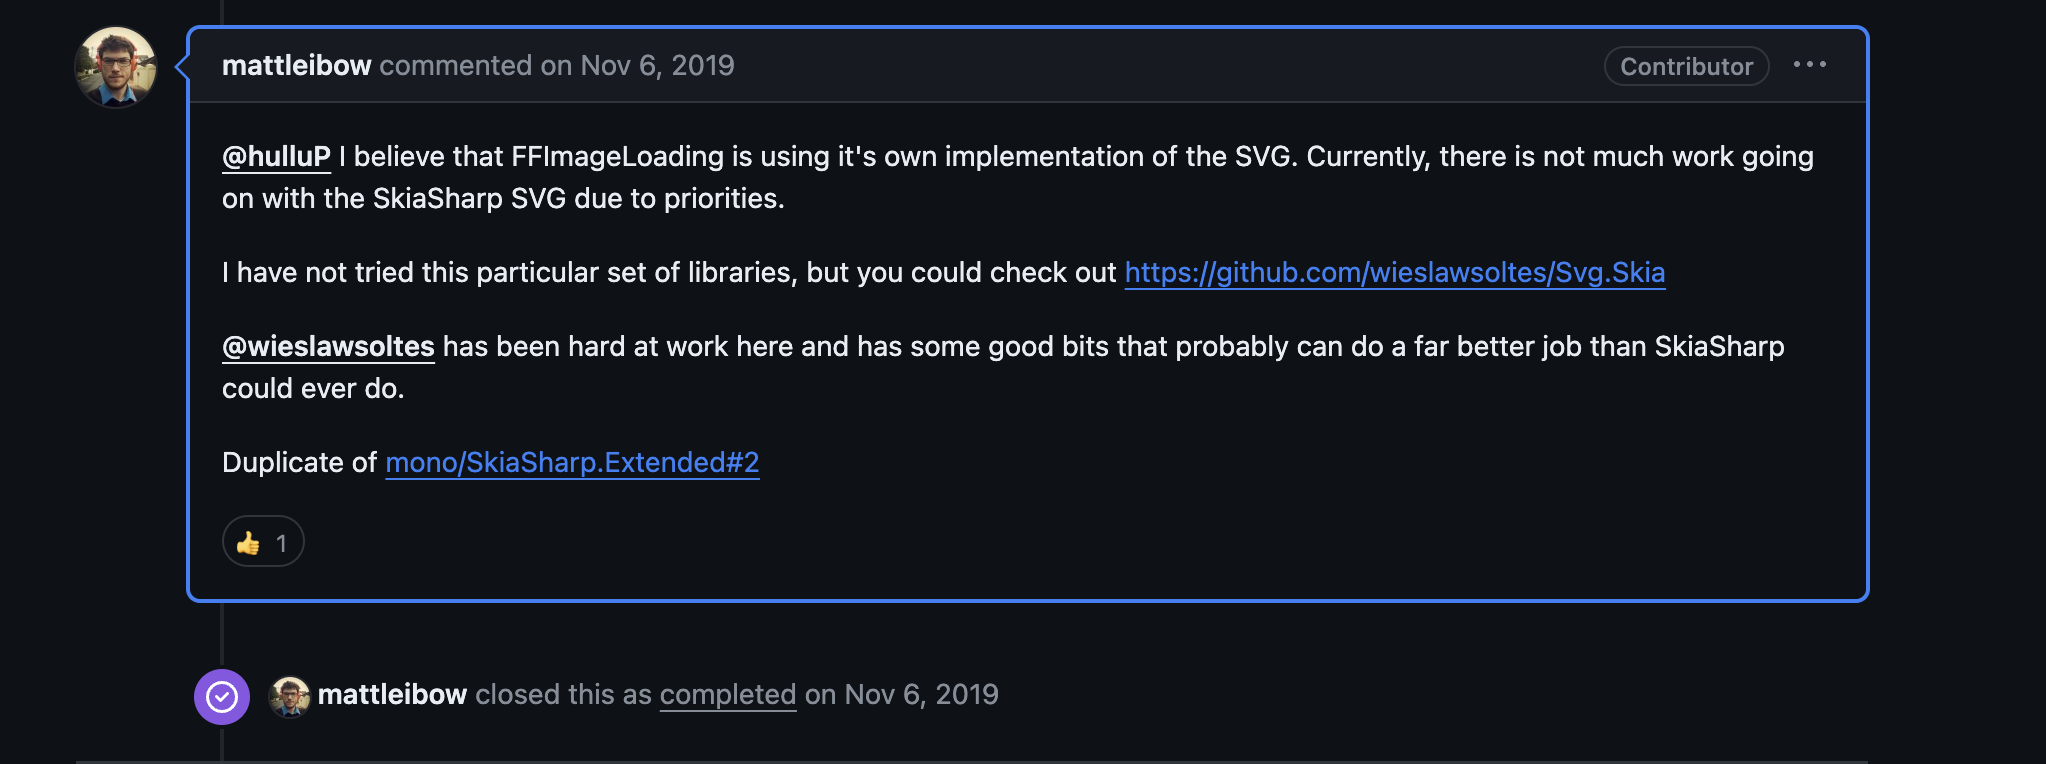 mattleibow commented on Nov 6, 2019
Contributor
@hulluP I believe that FFImageLoading is using it's own implementation of the SVG. Currently, there is not much work going
on with the SkiaSharp SVG due to priorities.
I have not tried this particular set of libraries, but you could check out https://github.com/wieslawsoltes/Svg.Skia
@wieslawsoltes has been hard at work here and has some good bits that probably can do a far better job than SkiaSharp
could ever do.
Duplicate of mono/SkiaSharp.Extended#2
👍 1
mattleibow closed this as completed on Nov 6, 2019